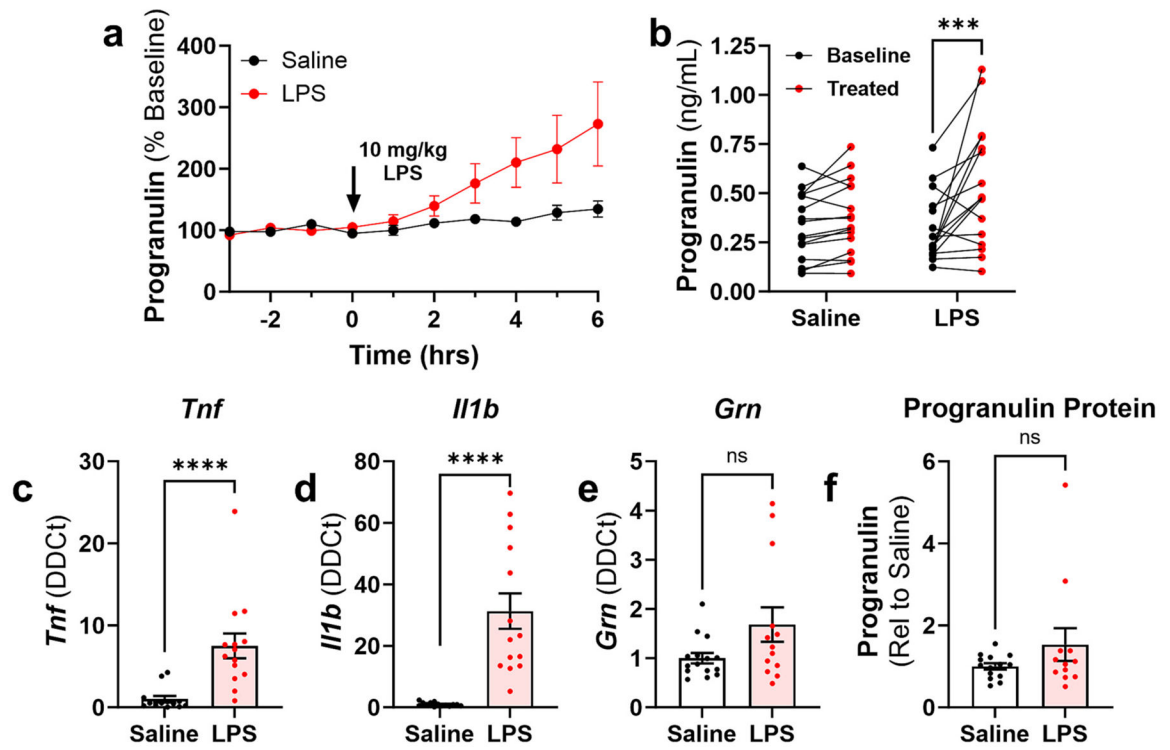 a
Progranulin (% Baseline)
400
300
200
100
0
Saline
LPS
10 mg/kg
LPS
-2
0
2
4
6
Time (hrs)
b
Progranulin (ng/mL)
1.25
1.00
0.75
0.50
0.25
0.00
***
Baseline
Treated
Saline
LPS
c
Tnf
Tnf (DDCt)
30
20
10
0
****
Saline
LPS
d
Il1b
Il1b (DDCt)
80
60
40
20
0
****
Saline
LPS
e
Grn
Grn (DDCt)
5
4
3
2
1
0
ns
Saline
LPS
f
Progranulin Protein
Progranulin
(Rel to Saline)
6
4
2
0
ns
Saline
LPS